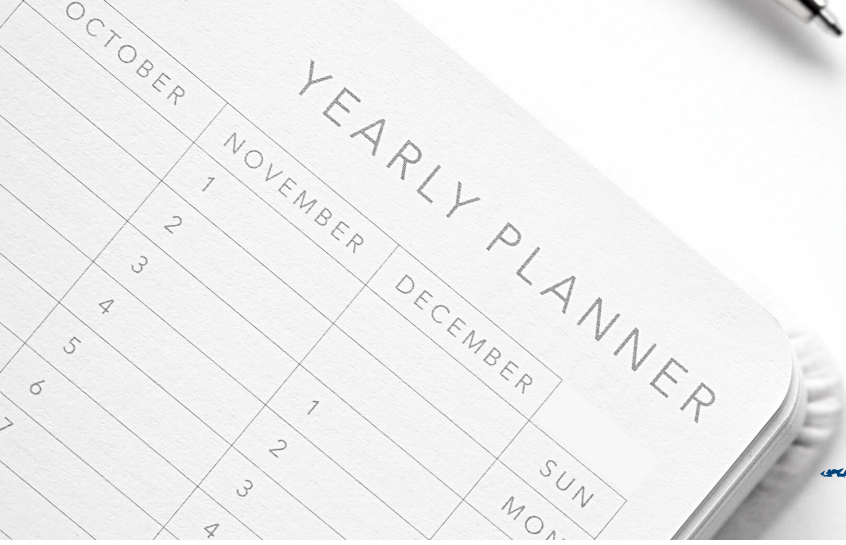 YEARLY PLANNER
OCTOBER NOVEMBER DECEMBER
1 SUN
2 MON
3 1
4 2
5 3
6 4
7